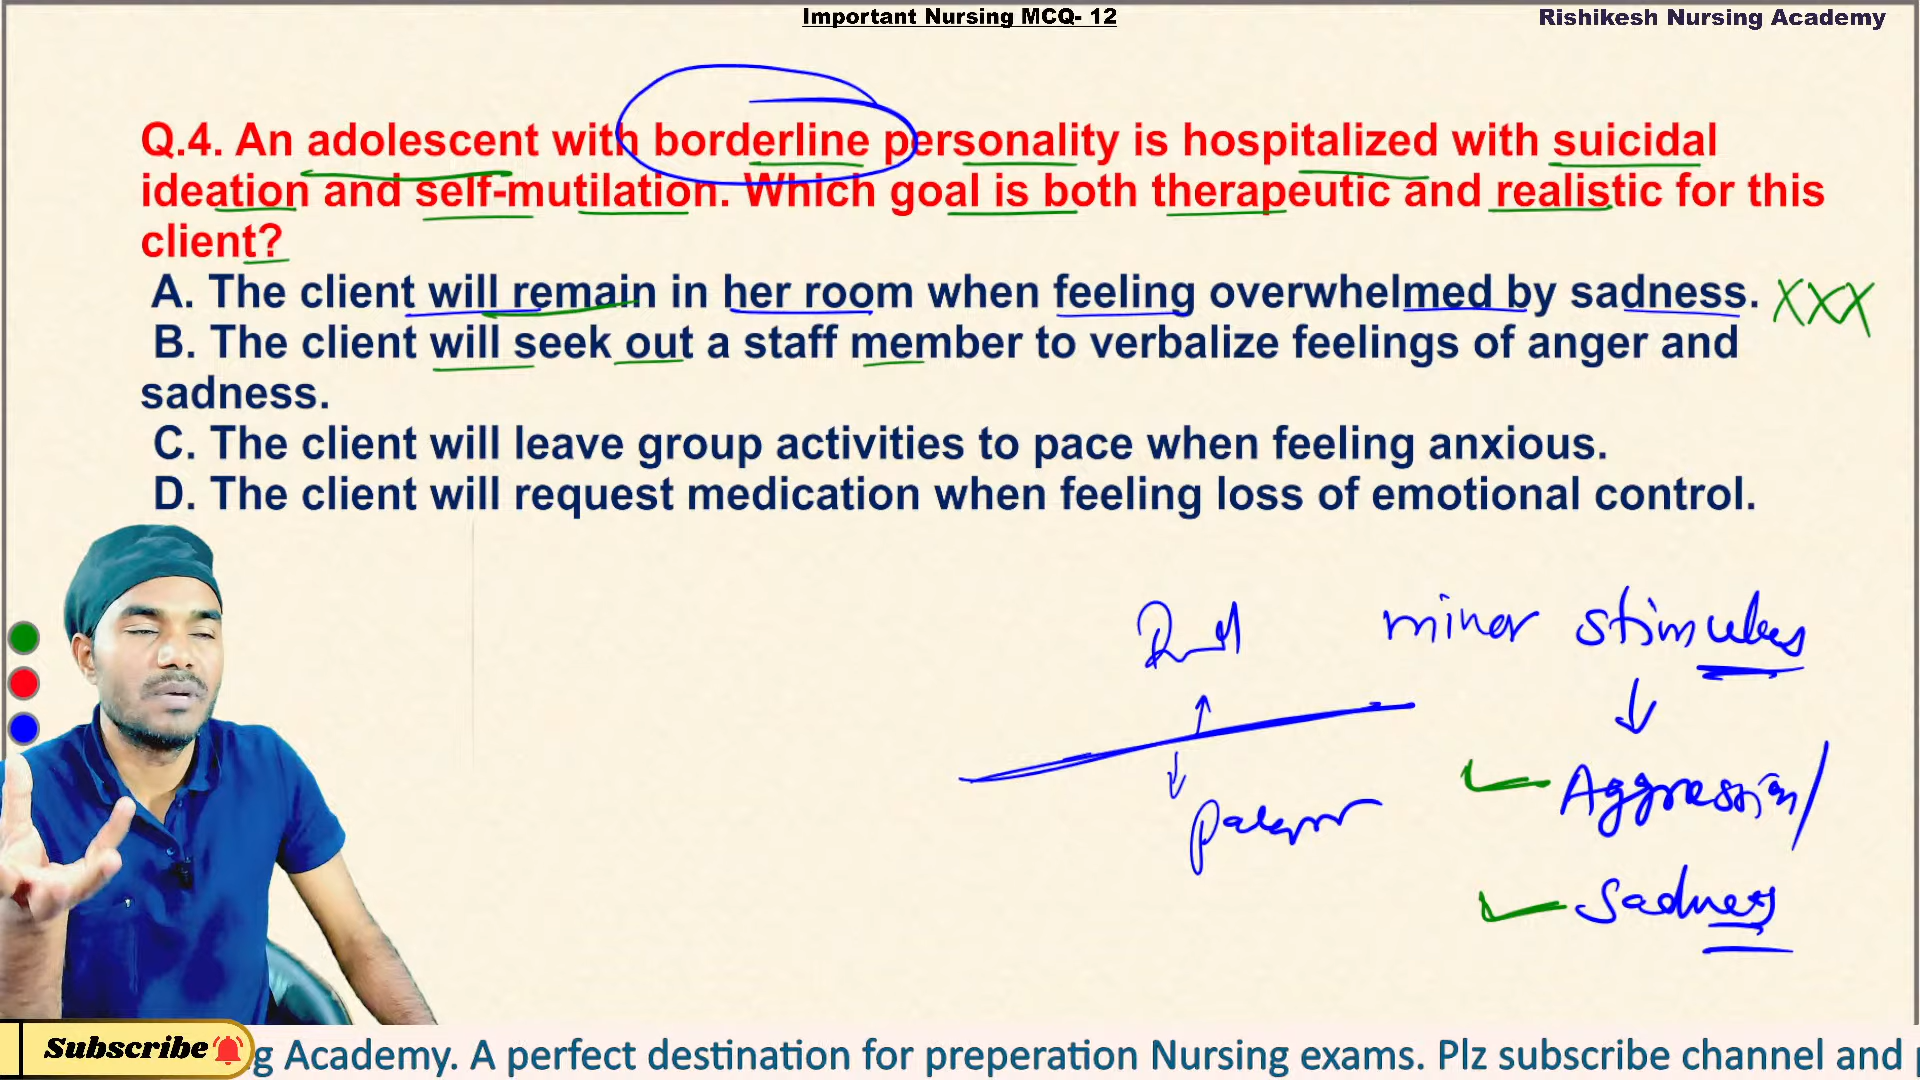 Important Nursing MCQ- 12
Rishikesh Nursing Academy
Q.4. An adolescent with borderline personality is hospitalized with suicidal
ideation and self-mutilation. Which goal is both therapeutic and realistic for this
client?
A. The client will remain in her room when feeling overwhelmed by sadness. XXX
B. The client will seek out a staff member to verbalize feelings of anger and
sadness.
C. The client will leave group activities to pace when feeling anxious.
D. The client will request medication when feeling loss of emotional control.
minor stimulus
Aggression/
Sadness
Subscribe
g Academy. A perfect destination for preperation Nursing exams. Plz subscribe channel and